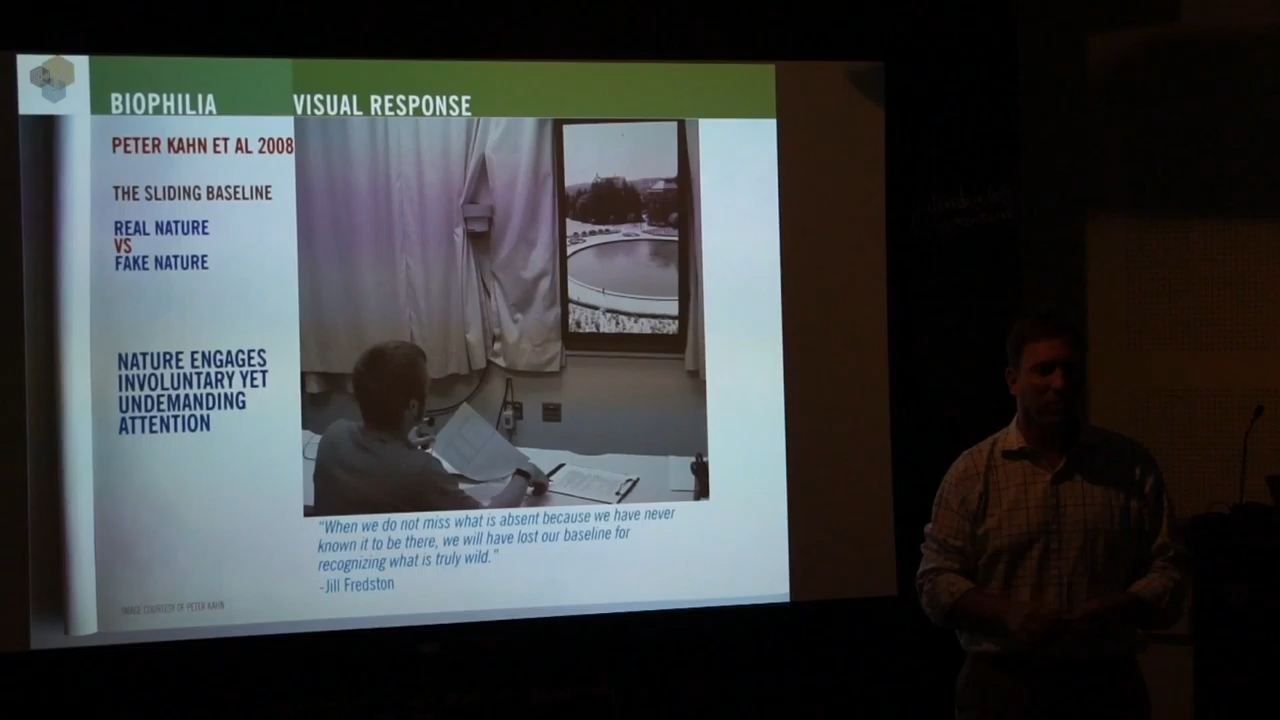 BIOPHILIA VISUAL RESPONSE
PETER KAHN ET AL 2008
THE SLIDING BASELINE
REAL NATURE
VS
FAKE NATURE
NATURE ENGAGES
INVOLUNTARY YET
UNDEMANDING
ATTENTION
"When we do not miss what is absent because we have never
known it to be there, we will have lost our baseline for
recognizing what is truly wild."
-Jill Fredston
IMAGE COURTESY OF PETER KAHN